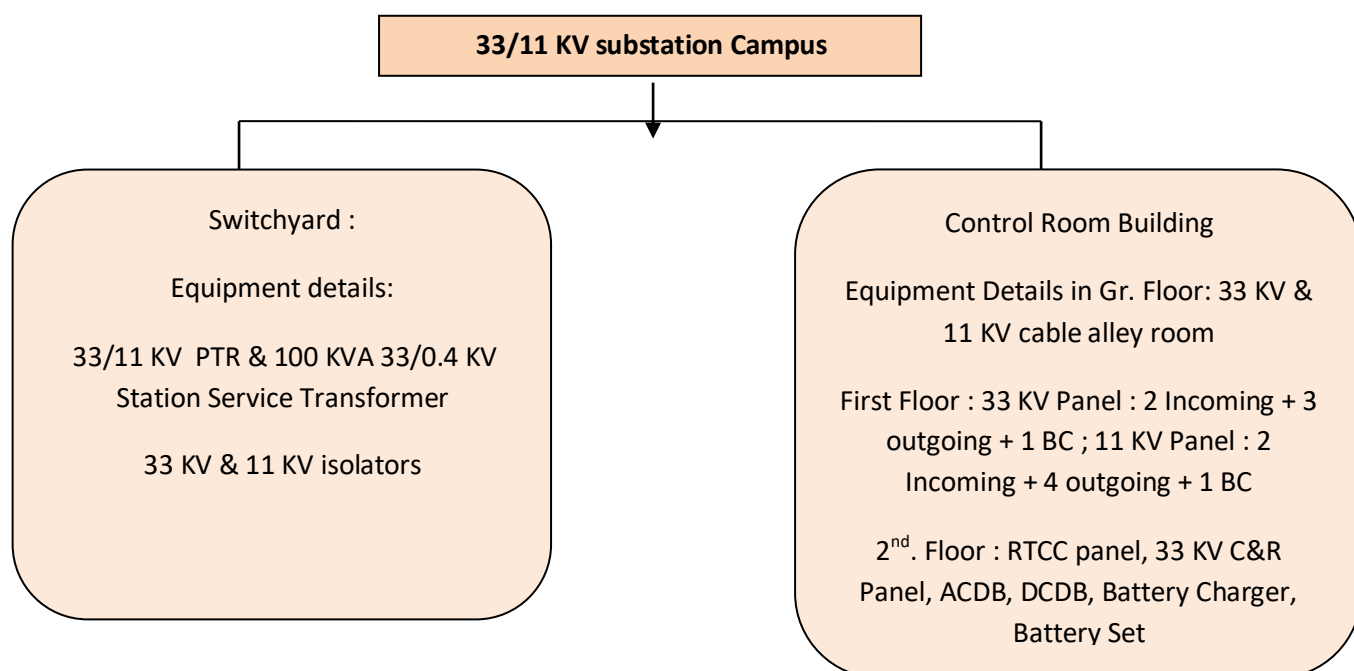 33/11 KV substation Campus
Switchyard :
Equipment details:
33/11 KV PTR & 100 KVA 33/0.4 KV
Station Service Transformer
33 KV & 11 KV isolators
Control Room Building
Equipment Details in Gr. Floor: 33 KV &
11 KV cable alley room
First Floor : 33 KV Panel : 2 Incoming + 3
outgoing + 1 BC ; 11 KV Panel : 2
Incoming + 4 outgoing + 1 BC
2nd. Floor : RTCC panel, 33 KV C&R
Panel, ACDB, DCDB, Battery Charger,
Battery Set